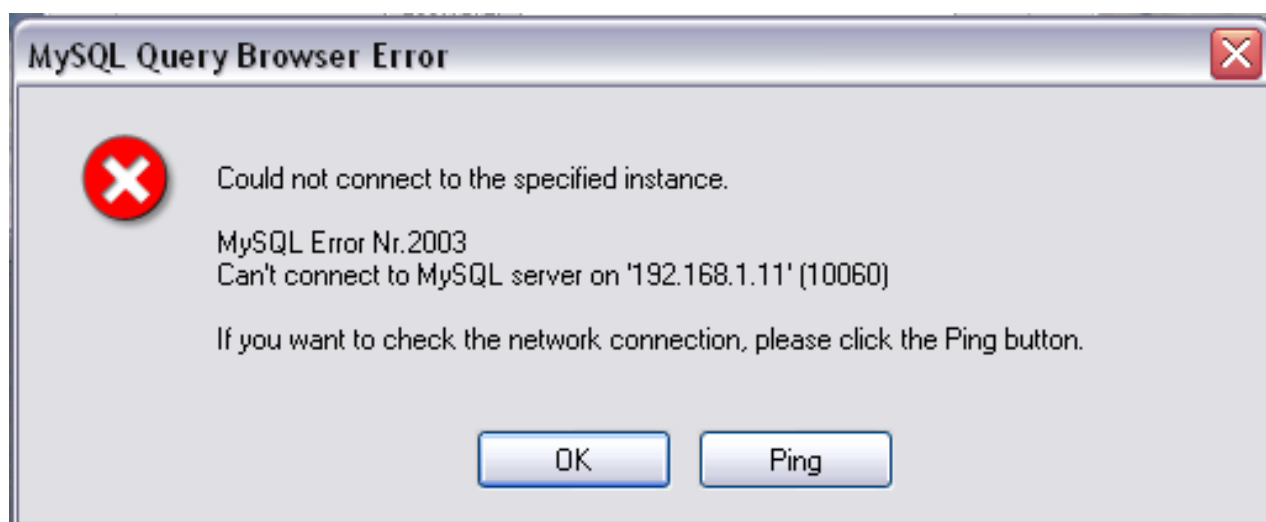 MySQL Query Browser Error
Could not connect to the specified instance.
MySQL Error Nr.2003
Can't connect to MySQL server on '192.168.1.11' (10060)
If you want to check the network connection, please click the Ping button.
OK
Ping